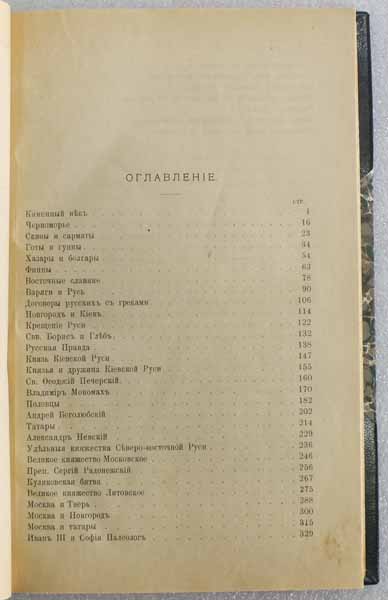 ОГЛАВЛЕНІЕ.
СТР.
Каменный вѣкъ 1
Черноморье 16
Скиѳы и сарматы 23
Готы и гунны 34
Хазары и болгары 54
Финны 63
Восточные славяне 78
Варяги и Русь 90
Договоры русскихъ съ греками 106
Новгородъ и Кіевъ 114
Крещеніе Руси 122
Свв. Борисъ и Глѣбъ 132
Русская Правда 138
Князь Кіевской Руси 147
Князья и дружина Кіевской Руси 155
Св. Ѳеодосій Печерскій 160
Владиміръ Мономахъ 170
Половцы 182
Андрей Боголюбскій 202
Татары 214
Александръ Невскій 229
Удѣльныя княжества Сѣверо-восточной Руси 236
Великое княжество Московское 246
Преп. Сергій Радонежскій 256
Куликовская битва 267
Великое княжество Литовское 275
Москва и Тверь 288
Москва и Новгородъ 300
Москва и татары 315
Иванъ III и Софія Палеологъ 329